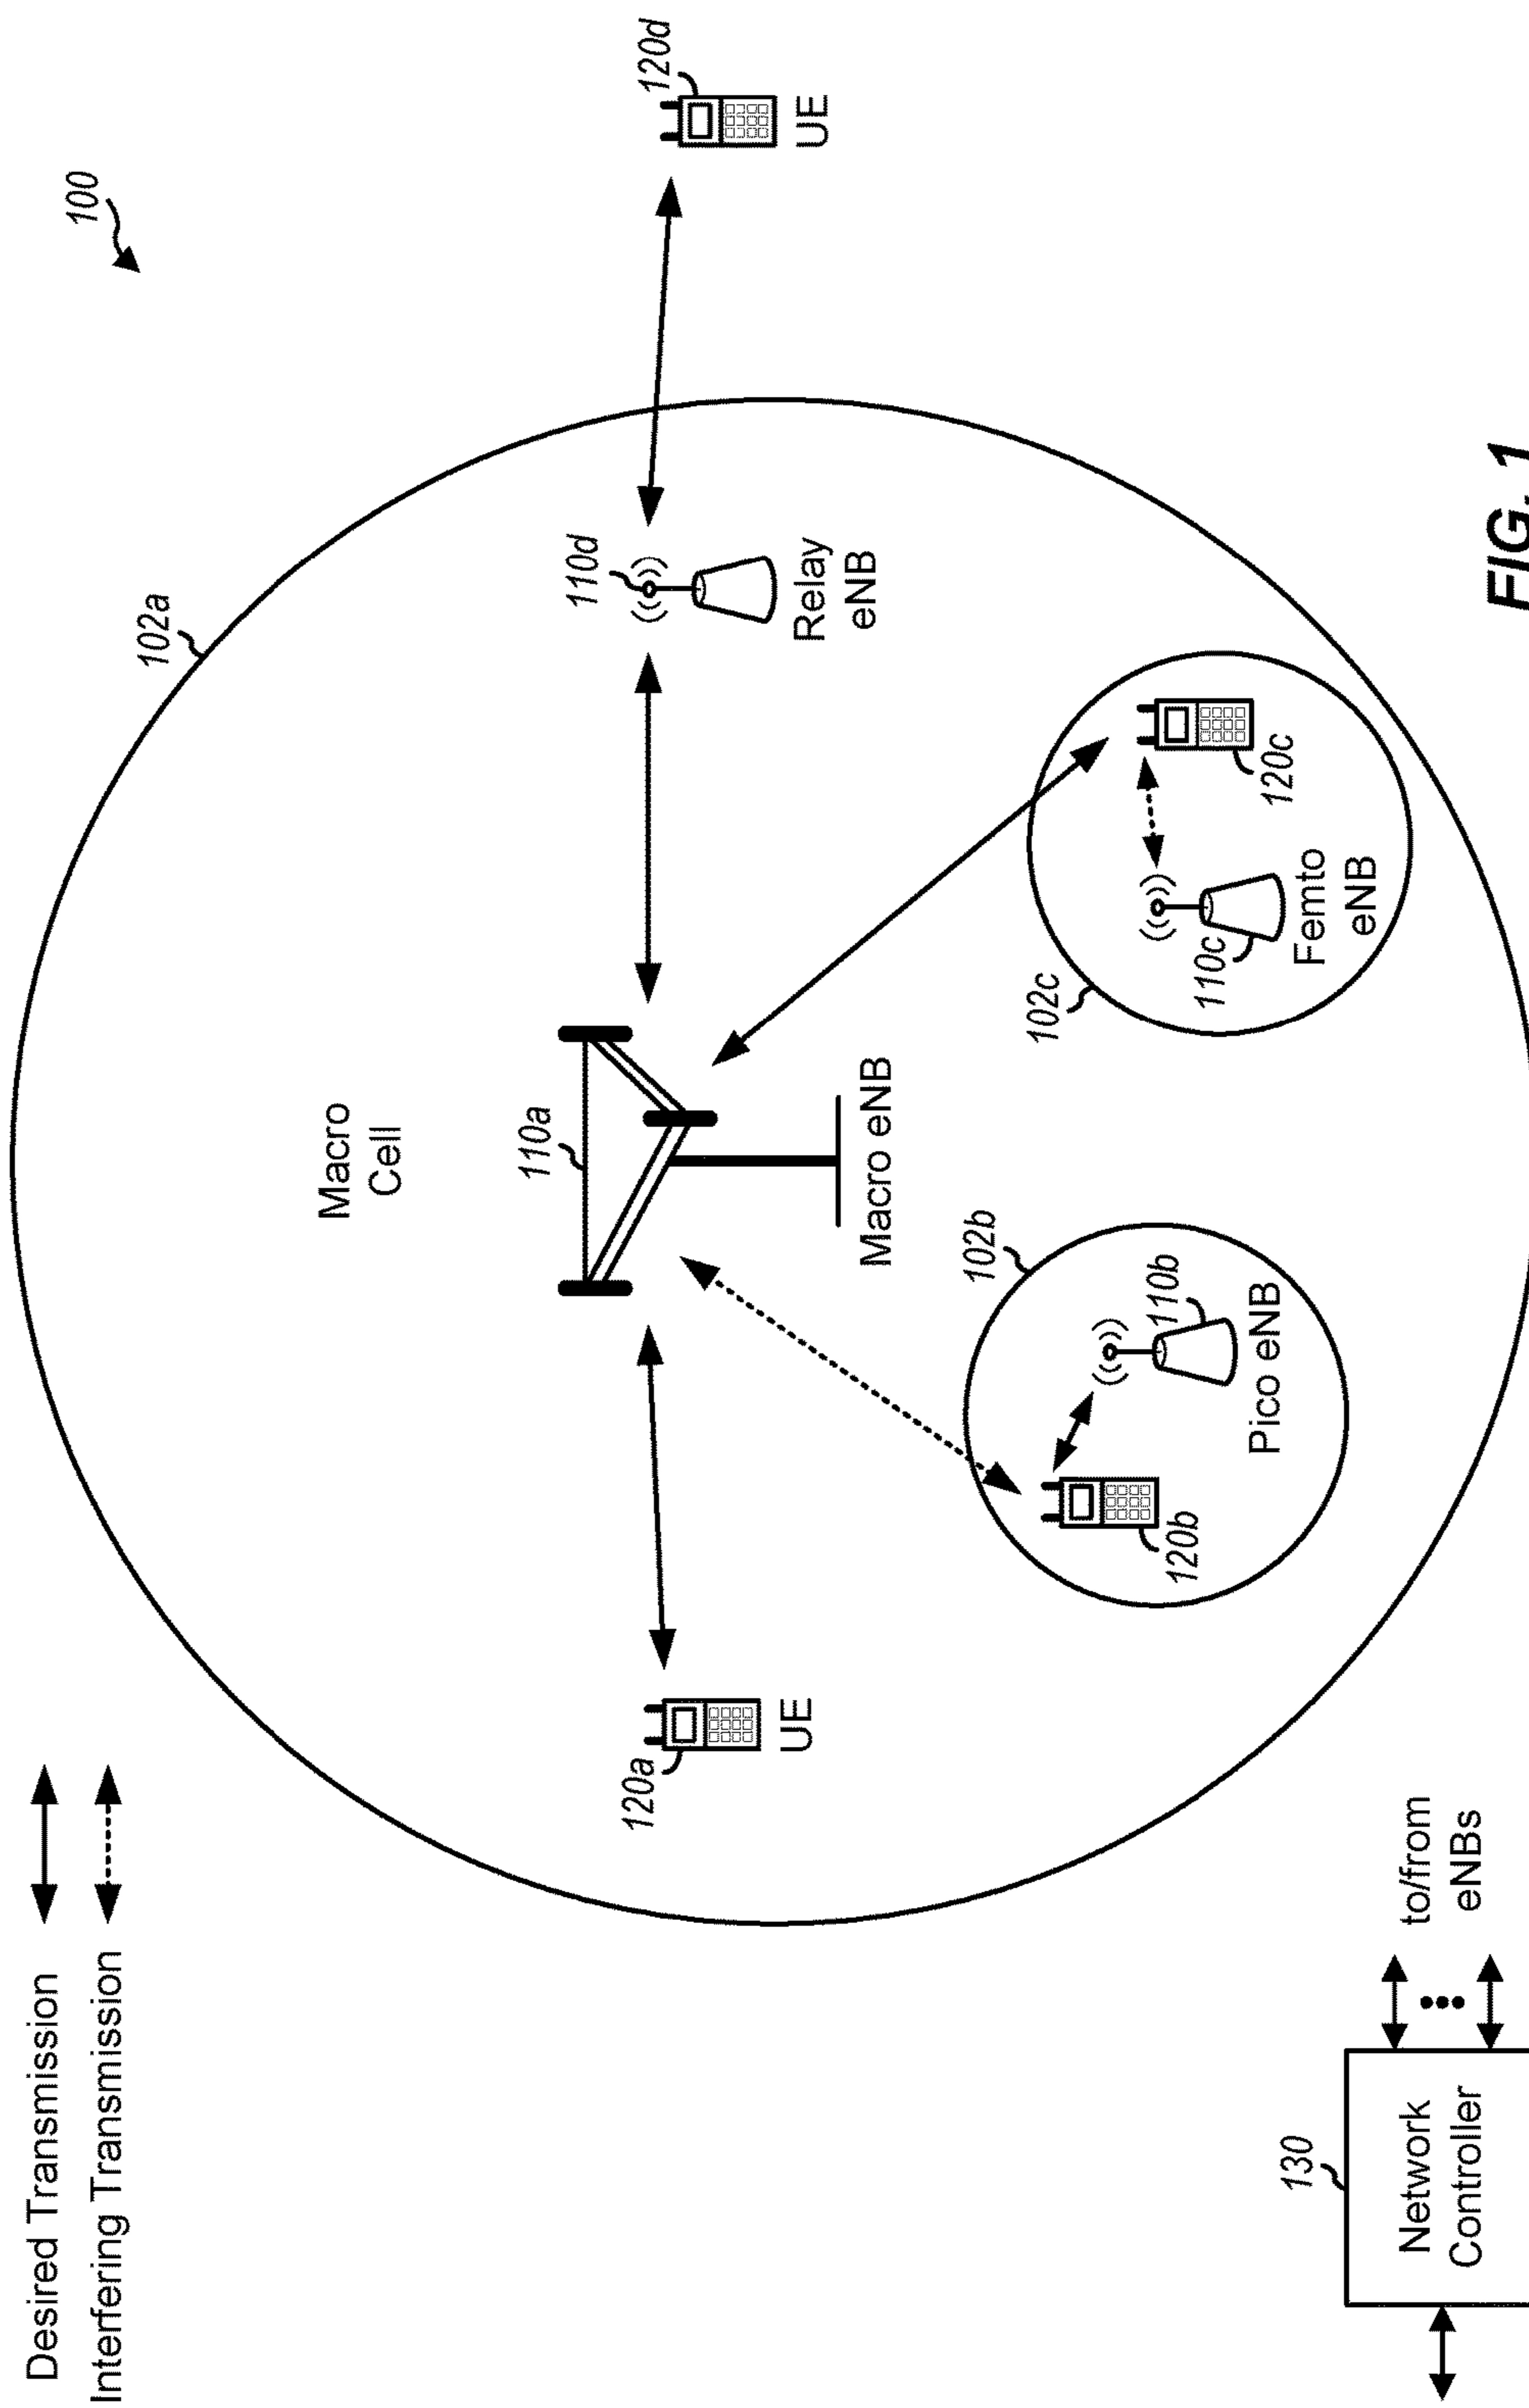 Desired Transmission
Interfering Transmission
100
102a
Macro
Cell
110a
110d
120a
UE
Macro eNB
Relay
eNB
120d
UE
102b
102c
120b
110b
Pico eNB
110c
Femto
eNB
120c
130
Network
Controller
to/from
eNBs
FIG. 1